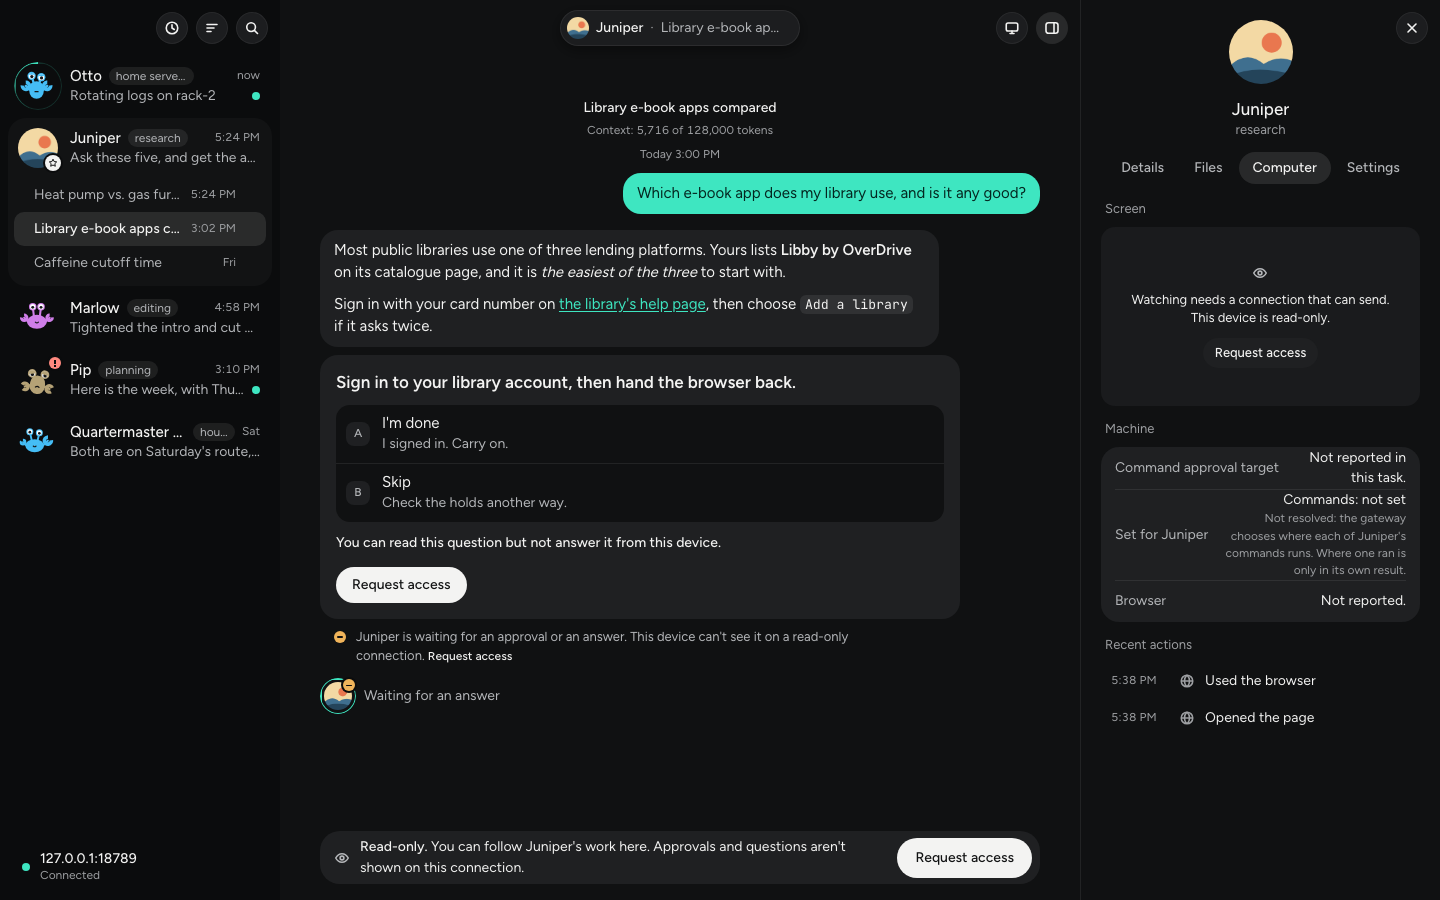 Otto home serve... now
Rotating logs on rack-2
Juniper research 5:24 PM
Ask these five, and get the a...
Heat pump vs. gas fur... 5:24 PM
Library e-book apps c... 3:02 PM
Caffeine cutoff time Fri
Marlow editing 4:58 PM
Tightened the intro and cut ...
Pip planning 3:10 PM
Here is the week, with Thu...
Quartermaster ... hou... Sat
Both are on Saturday's route,...
127.0.0.1:18789
Connected
Juniper · Library e-book ap...
Library e-book apps compared
Context: 5,716 of 128,000 tokens
Today 3:00 PM
Which e-book app does my library use, and is it any good?
Most public libraries use one of three lending platforms. Yours lists Libby by OverDrive
on its catalogue page, and it is the easiest of the three to start with.
Sign in with your card number on the library's help page, then choose Add a library
if it asks twice.
Sign in to your library account, then hand the browser back.
A I'm done
I signed in. Carry on.
B Skip
Check the holds another way.
You can read this question but not answer it from this device.
Request access
Juniper is waiting for an approval or an answer. This device can't see it on a read-only
connection. Request access
Waiting for an answer
Read-only. You can follow Juniper's work here. Approvals and questions aren't
shown on this connection.
Request access
Juniper
research
Details Files Computer Settings
Screen
Watching needs a connection that can send.
This device is read-only.
Request access
Machine
Command approval target Not reported in
this task.
Set for Juniper Commands: not set
Not resolved: the gateway
chooses where each of Juniper's
commands runs. Where one ran is
only in its own result.
Browser Not reported.
Recent actions
5:38 PM Used the browser
5:38 PM Opened the page